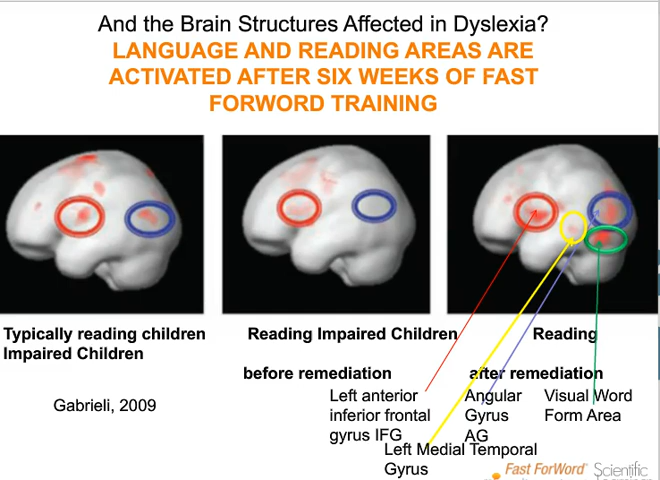 And the Brain Structures Affected in Dyslexia?
LANGUAGE AND READING AREAS ARE
ACTIVATED AFTER SIX WEEKS OF FAST
FORWORD TRAINING
Typically reading children
Impaired Children
Reading Impaired Children
Reading
before remediation
after remediation
Gabrieli, 2009
Left anterior
inferior frontal
gyrus IFG
Angular
Gyrus
AG
Visual Word
Form Area
Left Medial Temporal
Gyrus
Fast ForWord
Scientific